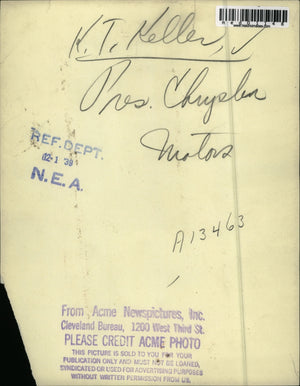 K. T. Keller, √
Pres. Chrysler
Motors
REF. DEPT.
N.E.A.
A13463
From Acme Newspictures, Inc.
Cleveland Bureau, 1200 West Third St.
PLEASE CREDIT ACME PHOTO
THIS PICTURE IS SOLD TO YOU FOR YOUR
PUBLICATION ONLY AND MUST NOT BE LOANED,
SYNDICATED OR USED FOR ADVERTISING PURPOSES
WITHOUT WRITTEN PERMISSION FROM US.